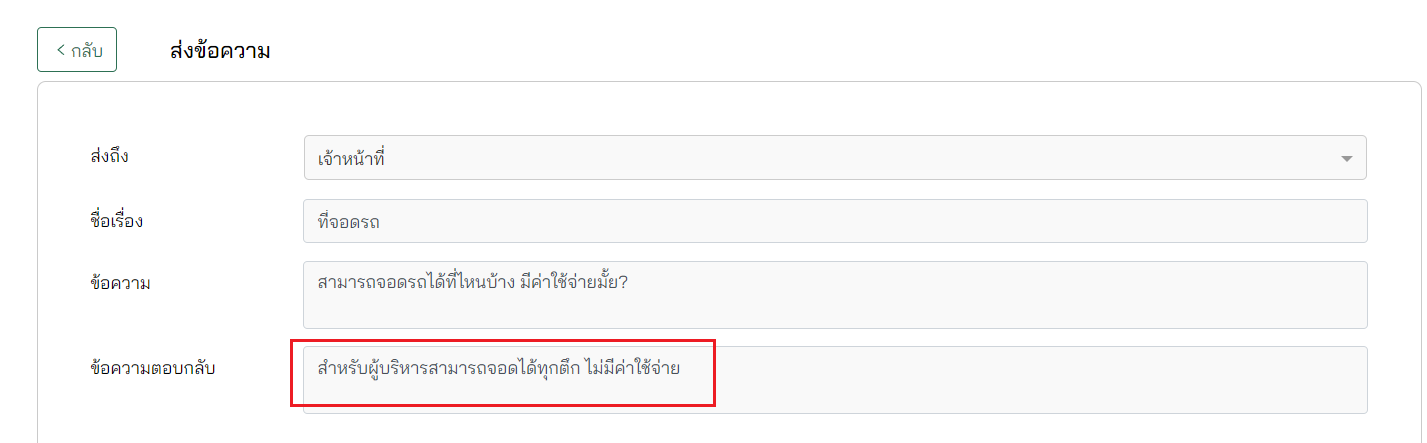 < กลับ
ส่งข้อความ
ส่งถึง
เจ้าหน้าที่
ชื่อเรื่อง
ที่จอดรถ
ข้อความ
สามารถจอดรถได้ที่ไหนบ้าง มีค่าใช้จ่ายมั้ย?
ข้อความตอบกลับ
สำหรับผู้บริหารสามารถจอดได้ทุกตึก ไม่มีค่าใช้จ่าย